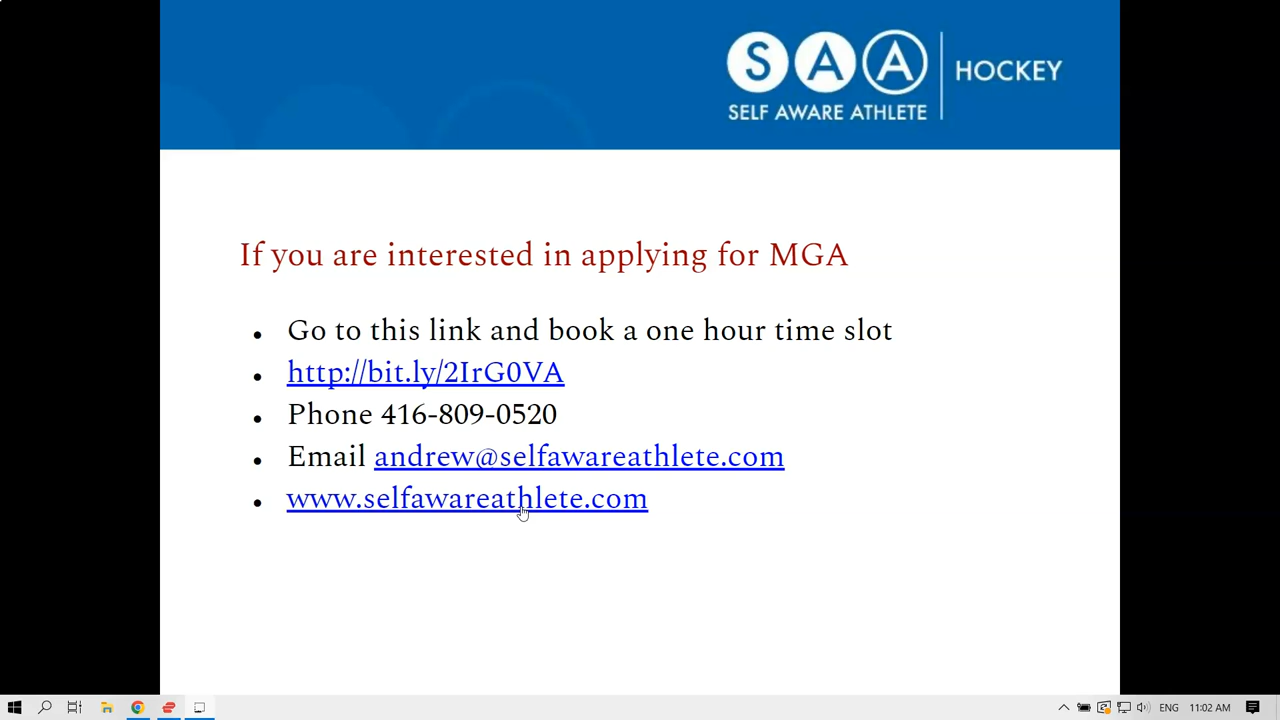 SAA
SELF AWARE ATHLETE
HOCKEY
If you are interested in applying for MGA
• Go to this link and book a one hour time slot
• http://bit.ly/2IrG0VA
• Phone 416-809-0520
• Email andrew@selfawareathlete.com
• www.selfawareathlete.com
ENG 11:02 AM